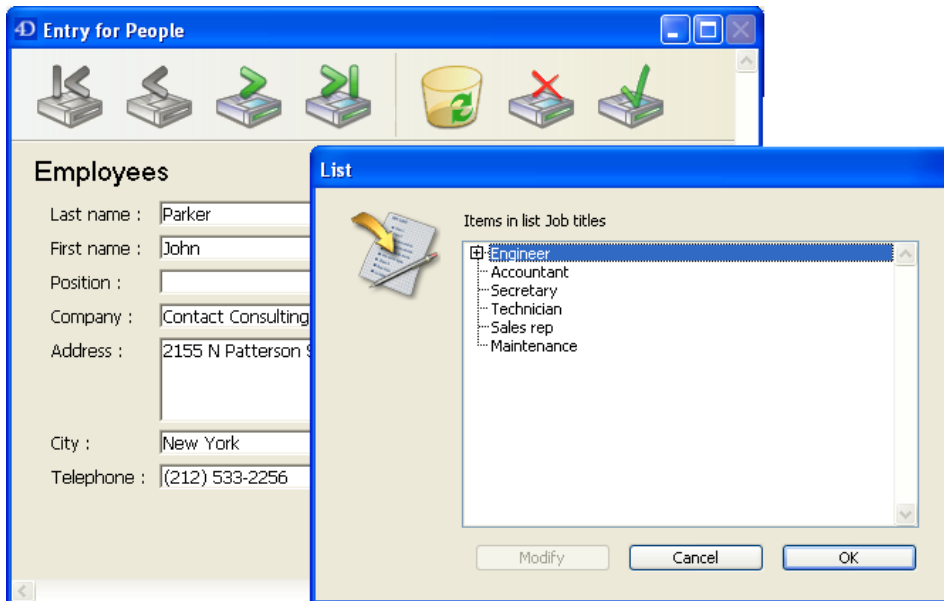 4D Entry for People
Employees
Last name : Parker
First name : John
Position :
Company : Contact Consulting
Address : 2155 N Patterson
City : New York
Telephone : (212) 533-2256
List
Items in list Job titles
Engineer
Accountant
Secretary
Technician
Sales rep
Maintenance
Modify Cancel OK